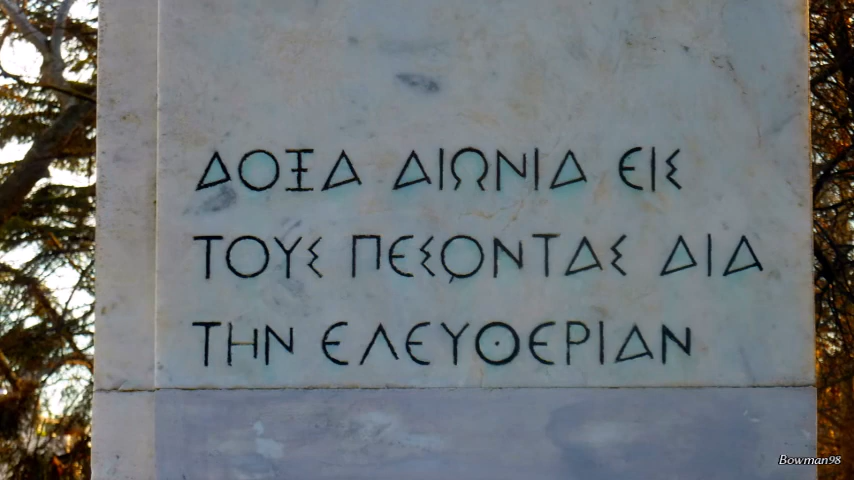 ΔΟΞΑ ΑΙΩΝΙΑ ΕΙΣ
ΤΟΥΣ ΠΕΣΟΝΤΑΣ ΔΙΑ
ΤΗΝ ΕΛΕΥΘΕΡΙΑΝ
Bowman98